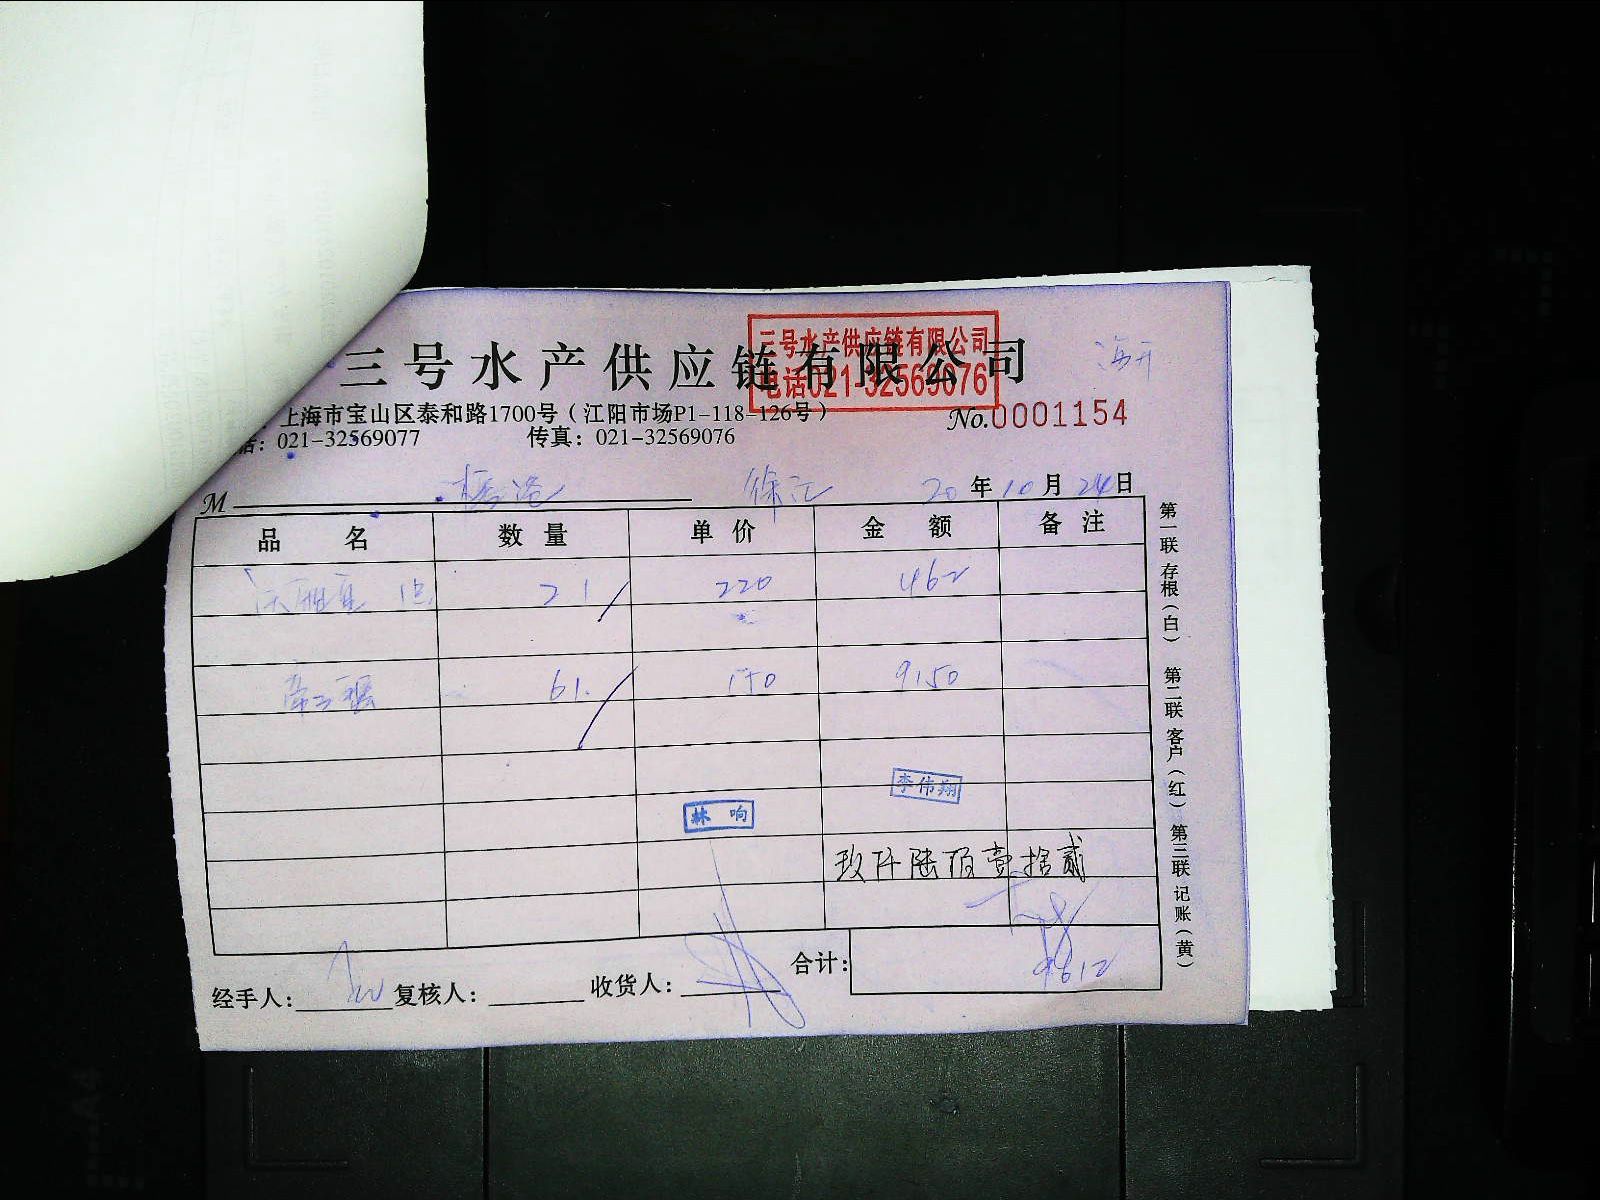 三号水产供应链有限公司
三号水产供应链有限公司
电话021-32569076
上海市宝山区泰和路1700号（江阳市场P1-118-126号）
话：021-32569077 传真：021-32569076
No.0001154
M 徐汇 20年10月24日
品名 数量 单价 金额 备注
21 220 462
61 150 9150
李伟翔
林响
玖仟陆佰壹拾贰
合计：9612
经手人： 复核人： 收货人：
第一联存根（白） 第二联客户（红） 第三联记账（黄）